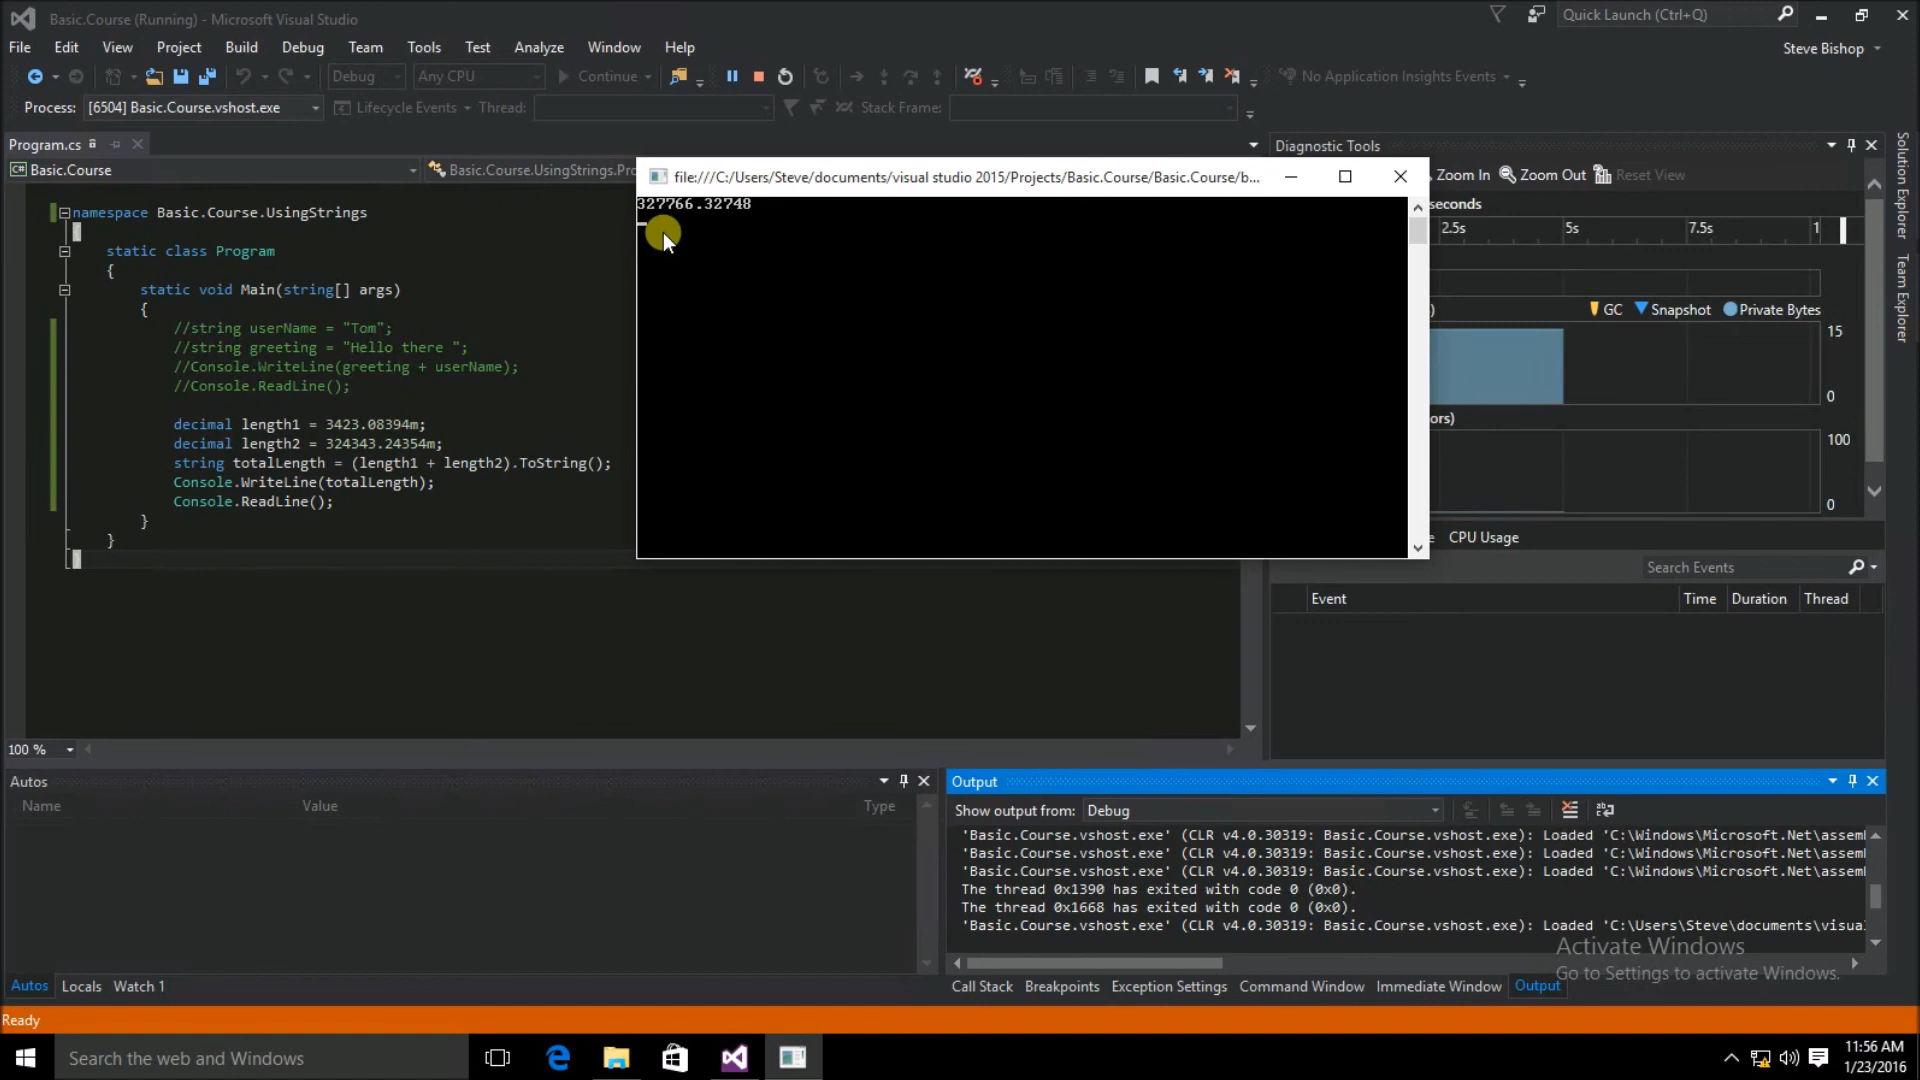 Basic.Course (Running) - Microsoft Visual Studio
Quick Launch (Ctrl+Q)
File Edit View Project Build Debug Team Tools Test Analyze Window Help
Steve Bishop
Debug Any CPU Continue No Application Insights Events
Process: [6504] Basic.Course.vshost.exe Lifecycle Events Thread: Stack Frame:
Program.cs
C# Basic.Course Basic.Course.UsingStrings.Pro
namespace Basic.Course.UsingStrings
{
static class Program
{
static void Main(string[] args)
{
//string userName = "Tom";
//string greeting = "Hello there ";
//Console.WriteLine(greeting + userName);
//Console.ReadLine();
decimal length1 = 3423.08394m;
decimal length2 = 324343.24354m;
string totalLength = (length1 + length2).ToString();
Console.WriteLine(totalLength);
Console.ReadLine();
}
}
}
100 %
file:///C:/Users/Steve/documents/visual studio 2015/Projects/Basic.Course/Basic.Course/b...
327766.32748
Diagnostic Tools
Zoom In Zoom Out Reset View
seconds
2.5s 5s 7.5s 1
) GC Snapshot Private Bytes
15
0
ors)
100
0
e CPU Usage
Search Events
Event Time Duration Thread
Solution Explorer
Team Explorer
Autos
Name Value Type
Autos Locals Watch 1
Output
Show output from: Debug
'Basic.Course.vshost.exe' (CLR v4.0.30319: Basic.Course.vshost.exe): Loaded 'C:\Windows\Microsoft.Net\assem
'Basic.Course.vshost.exe' (CLR v4.0.30319: Basic.Course.vshost.exe): Loaded 'C:\Windows\Microsoft.Net\assem
'Basic.Course.vshost.exe' (CLR v4.0.30319: Basic.Course.vshost.exe): Loaded 'C:\Windows\Microsoft.Net\assem
The thread 0x1390 has exited with code 0 (0x0).
The thread 0x1668 has exited with code 0 (0x0).
'Basic.Course.vshost.exe' (CLR v4.0.30319: Basic.Course.vshost.exe): Loaded 'C:\Users\Steve\documents\visua
Activate Windows
Go to Settings to activate Windows.
Call Stack Breakpoints Exception Settings Command Window Immediate Window Output
Ready
Search the web and Windows
11:56 AM
1/23/2016